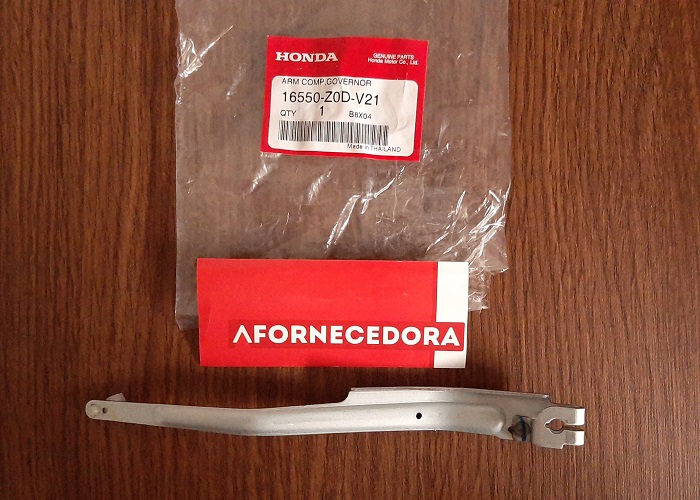 HONDA
GENUINE PARTS
Honda Motor Co., Ltd.
ARM COMP,GOVERNOR
16550-Z0D-V21
QTY 1 B8X04
Made in THAILAND
AFORNECEDORA